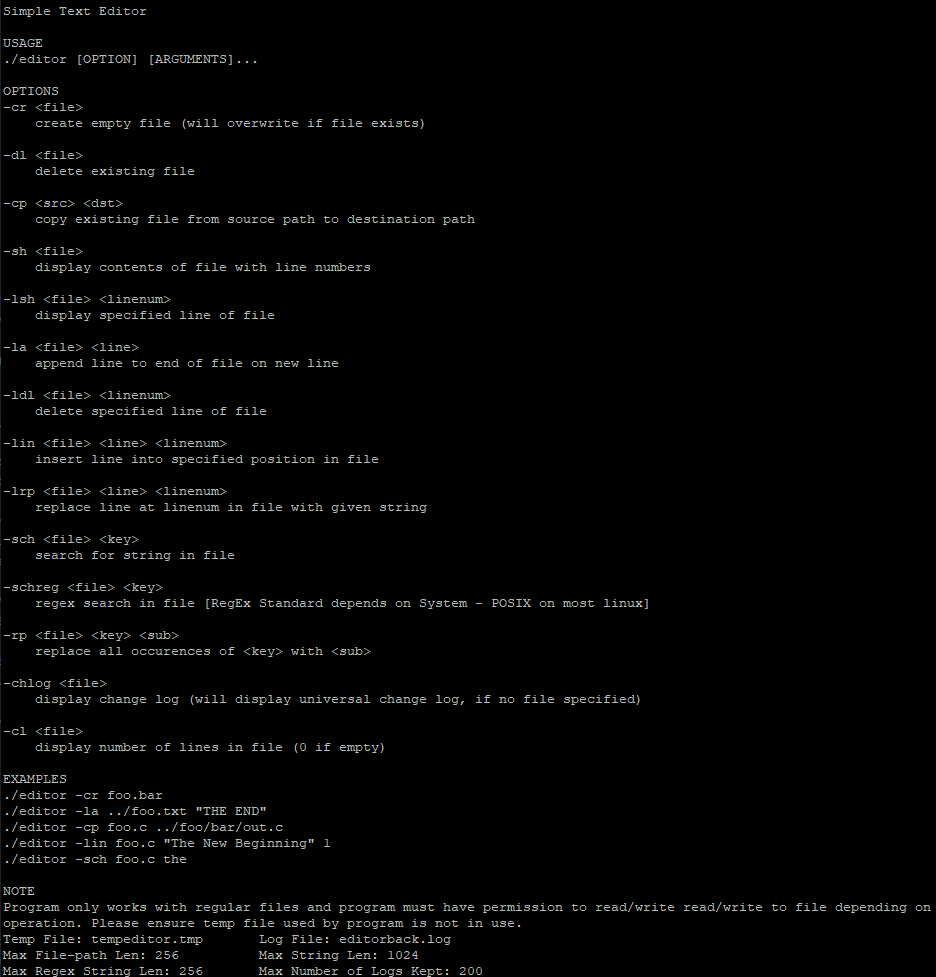 Simple Text Editor
USAGE
./editor [OPTION] [ARGUMENTS]...
OPTIONS
-cr <file>
create empty file (will overwrite if file exists)
-dl <file>
delete existing file
-cp <src> <dst>
copy existing file from source path to destination path
-sh <file>
display contents of file with line numbers
-lsh <file> <linenum>
display specified line of file
-la <file> <line>
append line to end of file on new line
-ldl <file> <linenum>
delete specified line of file
-lin <file> <line> <linenum>
insert line into specified position in file
-lrp <file> <line> <linenum>
replace line at linenum in file with given string
-sch <file> <key>
search for string in file
-schreg <file> <key>
regex search in file [RegEx Standard depends on System - POSIX on most linux]
-rp <file> <key> <sub>
replace all occurences of <key> with <sub>
-chlog <file>
display change log (will display universal change log, if no file specified)
-cl <file>
display number of lines in file (0 if empty)
EXAMPLES
./editor -cr foo.bar
./editor -la ../foo.txt "THE END"
./editor -cp foo.c ../foo/bar/out.c
./editor -lin foo.c "The New Beginning" 1
./editor -sch foo.c the
NOTE
Program only works with regular files and program must have permission to read/write read/write to file depending on
operation. Please ensure temp file used by program is not in use.
Temp File: tempeditor.tmp       Log File: editorback.log
Max File-path Len: 256          Max String Len: 1024
Max Regex String Len: 256       Max Number of Logs Kept: 200